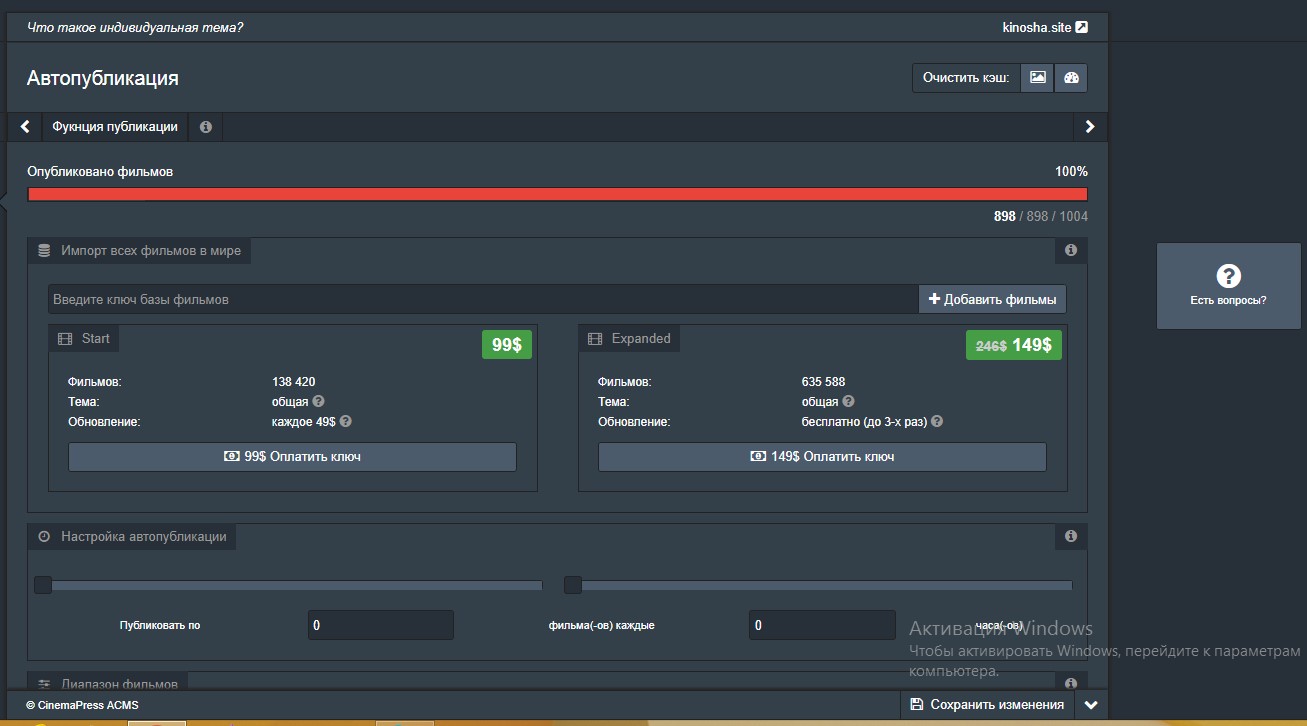 Что такое индивидуальная тема?
kinosha.site
Автопубликация
Очистить кэш:
Фукнция публикации
Опубликовано фильмов
100%
898 / 898 / 1004
Импорт всех фильмов в мире
Введите ключ базы фильмов
Добавить фильмы
Start
99$
Expanded
246$ 149$
Фильмов: 138 420
Тема: общая
Обновление: каждое 49$
99$ Оплатить ключ
Фильмов: 635 588
Тема: общая
Обновление: бесплатно (до 3-х раз)
149$ Оплатить ключ
Есть вопросы?
Настройка автопубликации
Публиковать по 0 фильма(-ов) каждые 0 часа(-ов)
Активация Windows
Чтобы активировать Windows, перейдите к параметрам
компьютера.
Диапазон фильмов
© CinemaPress ACMS
Сохранить изменения